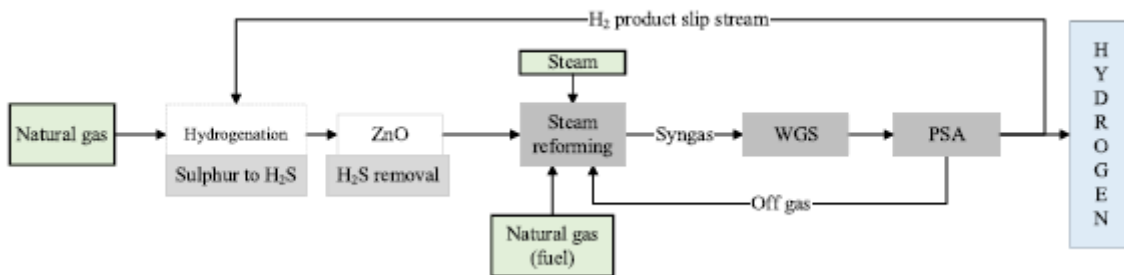 H₂ product slip stream
Steam
Natural gas
Hydrogenation
ZnO
Steam
reforming
Syngas
WGS
PSA
Sulphur to H₂S
H₂S removal
Off gas
Natural gas
(fuel)
H
Y
D
R
O
G
E
N